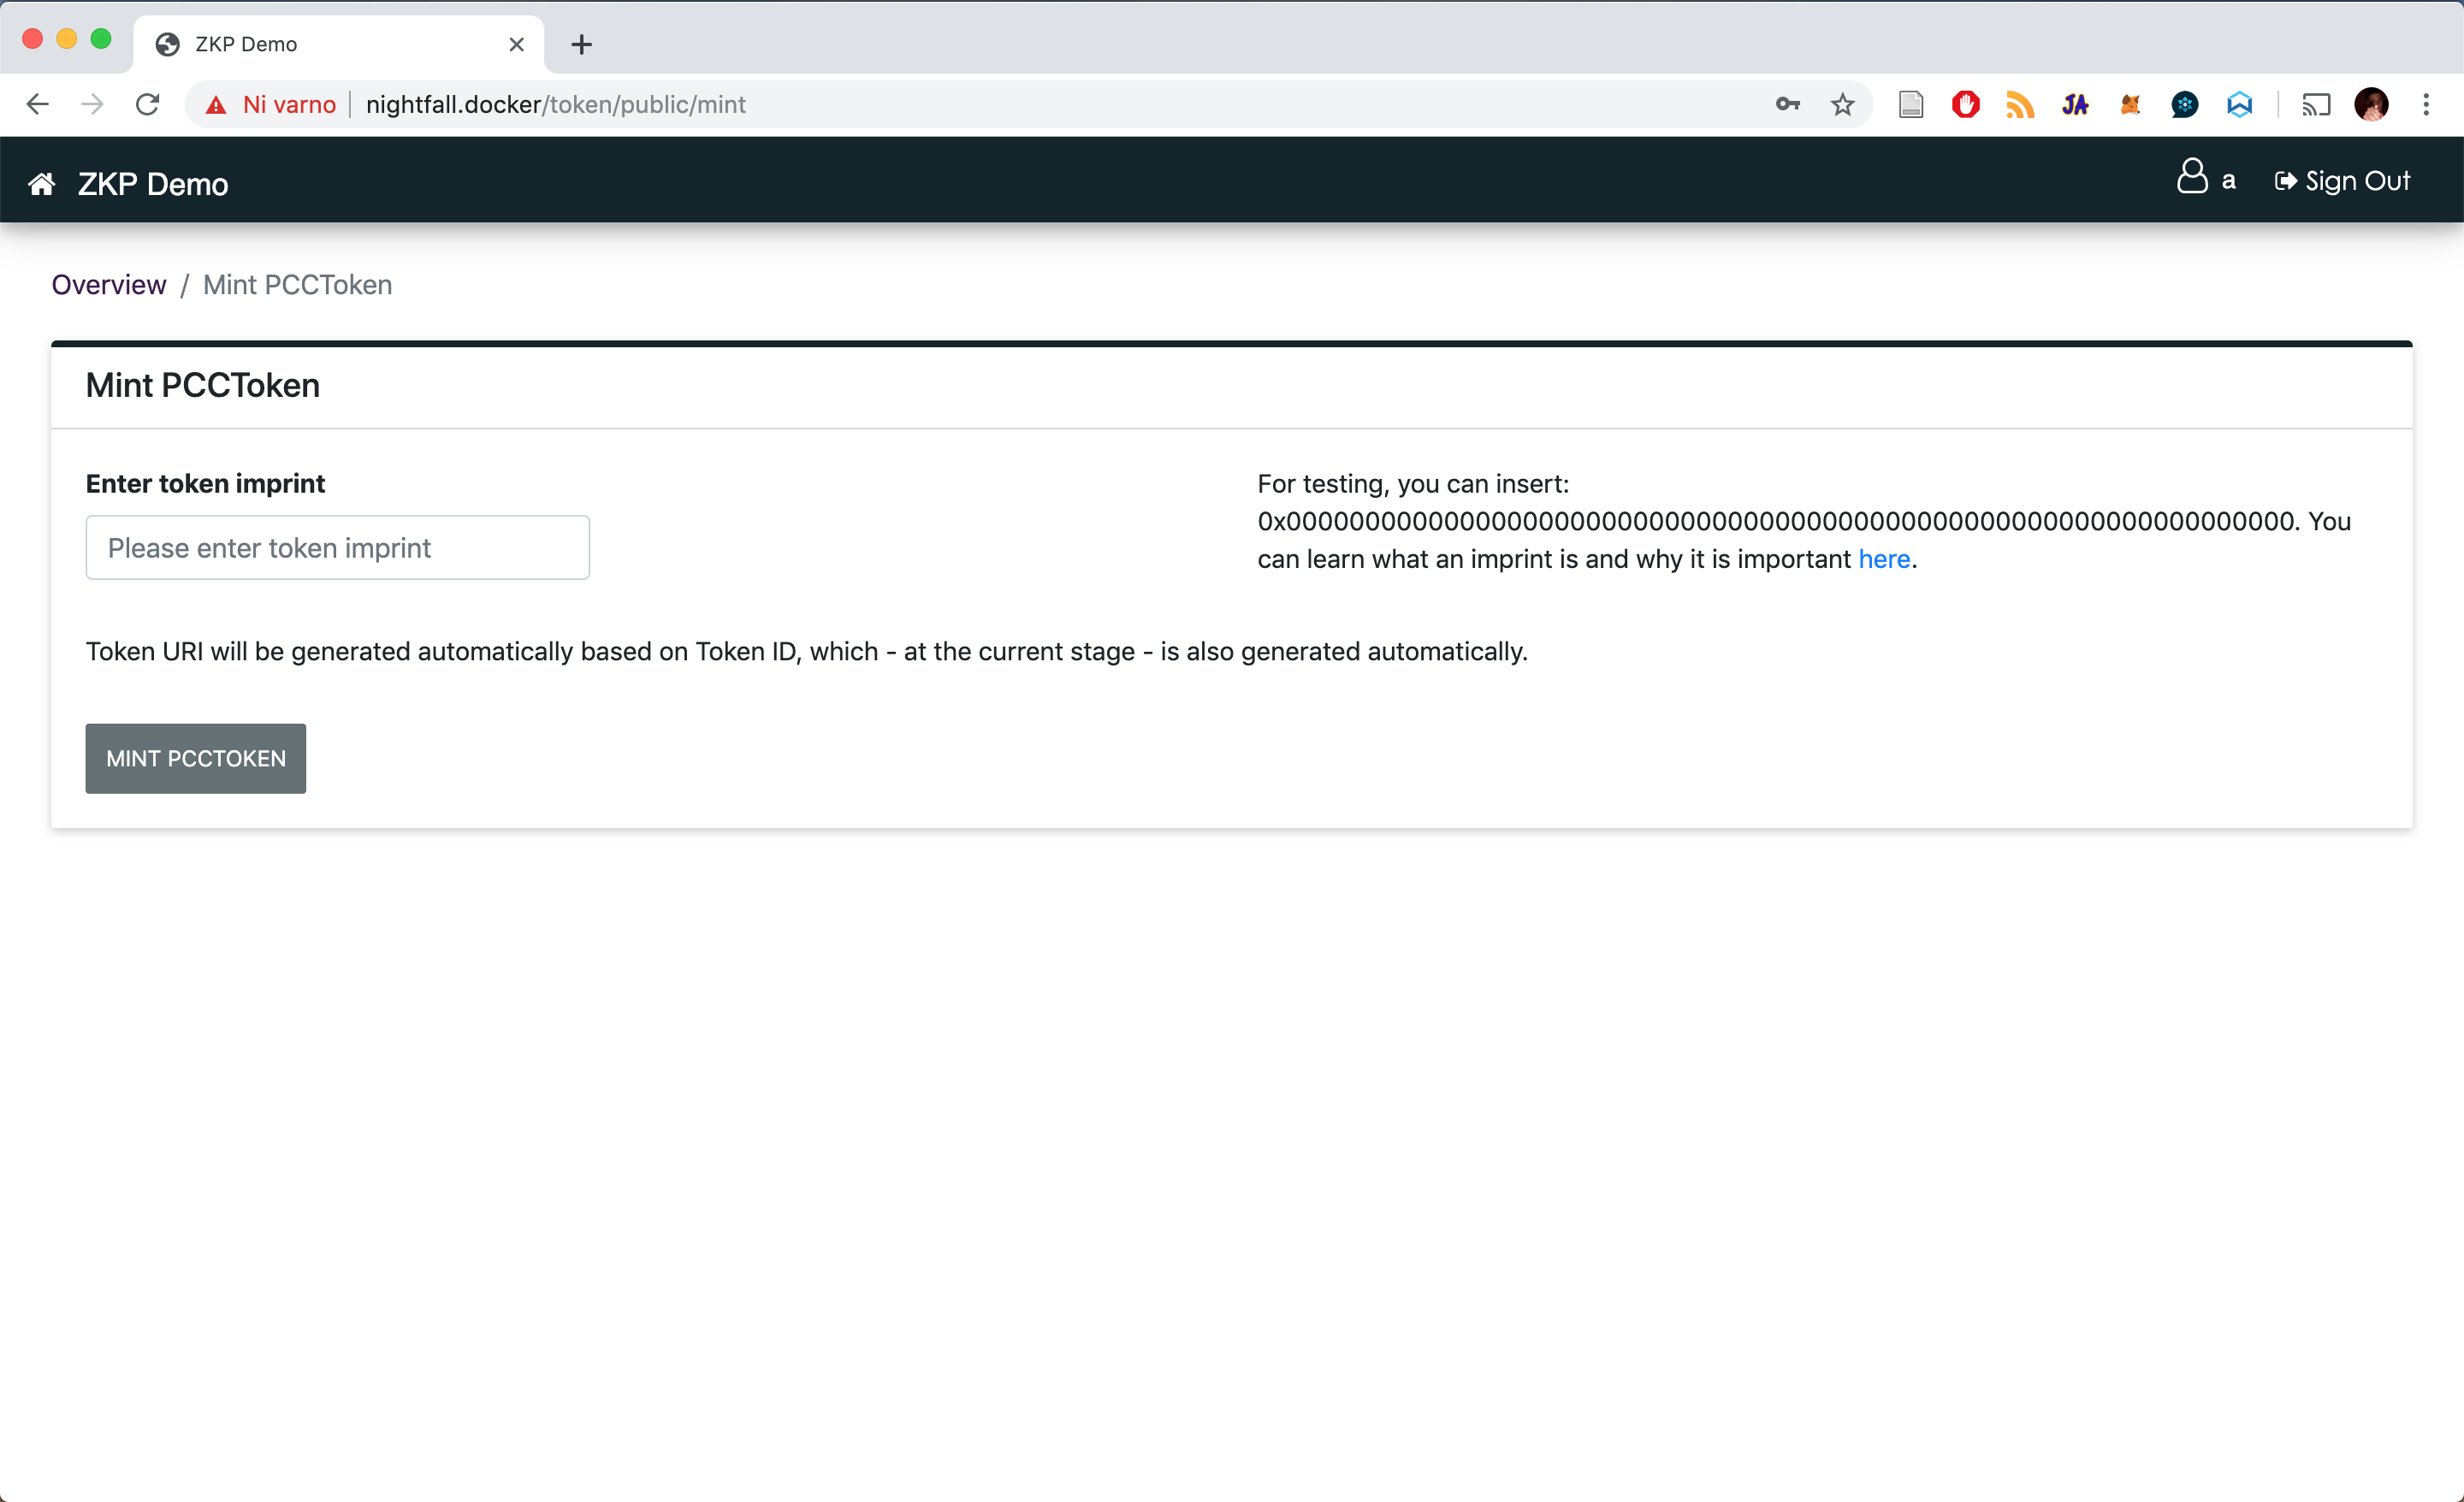 ZKP Demo
Ni varno nightfall.docker/token/public/mint
JA
ZKP Demo
a Sign Out
Overview / Mint PCCToken
Mint PCCToken
Enter token imprint
Please enter token imprint
For testing, you can insert:
0x0000000000000000000000000000000000000000000000000000000000000000. You
can learn what an imprint is and why it is important here.
Token URI will be generated automatically based on Token ID, which - at the current stage - is also generated automatically.
MINT PCCTOKEN